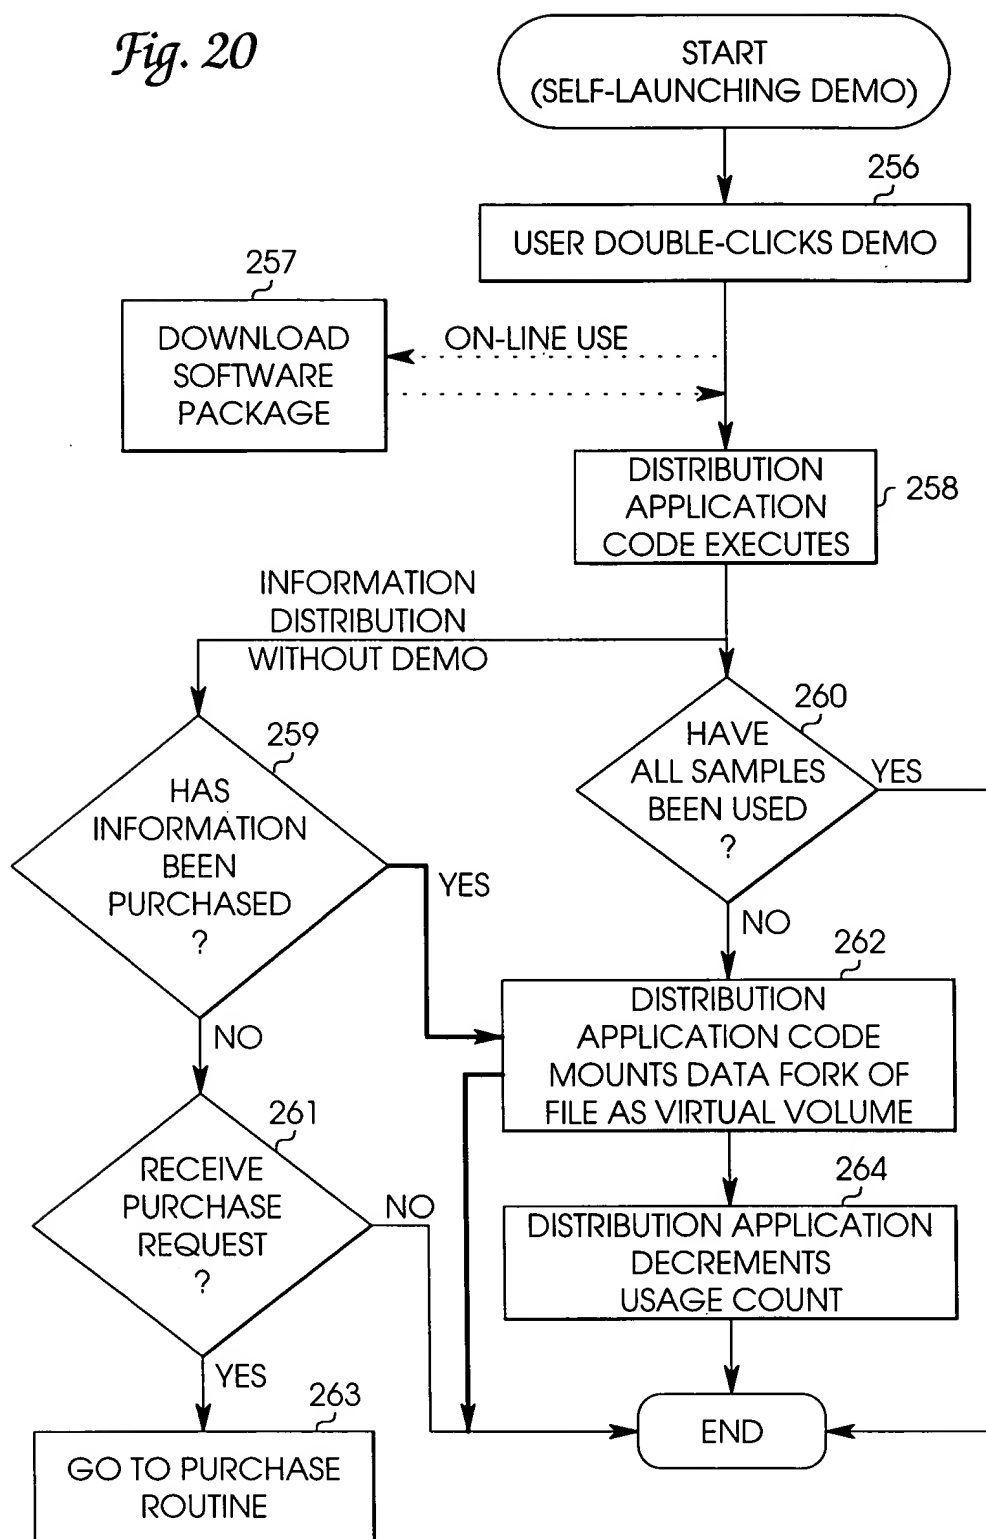 Fig. 20
START
(SELF-LAUNCHING DEMO)
256
USER DOUBLE-CLICKS DEMO
257
DOWNLOAD
SOFTWARE
PACKAGE
ON-LINE USE
DISTRIBUTION
APPLICATION
CODE EXECUTES
258
INFORMATION
DISTRIBUTION
WITHOUT DEMO
260
HAVE
ALL SAMPLES
BEEN USED
?
YES
NO
259
HAS
INFORMATION
BEEN
PURCHASED
?
YES
NO
262
DISTRIBUTION
APPLICATION CODE
MOUNTS DATA FORK OF
FILE AS VIRTUAL VOLUME
261
RECEIVE
PURCHASE
REQUEST
?
NO
YES
264
DISTRIBUTION APPLICATION
DECREMENTS
USAGE COUNT
263
GO TO PURCHASE
ROUTINE
END